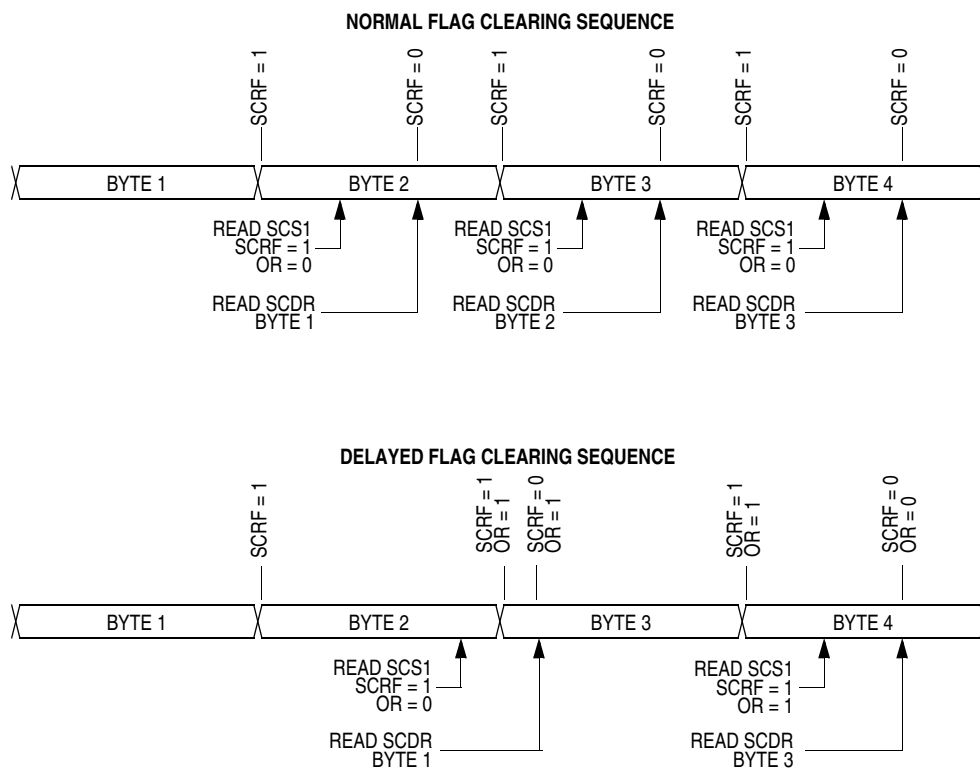 NORMAL FLAG CLEARING SEQUENCE
SCRF = 1
SCRF = 0
SCRF = 1
SCRF = 0
SCRF = 1
SCRF = 0
BYTE 1
BYTE 2
BYTE 3
BYTE 4
READ SCS1
SCRF = 1
OR = 0
READ SCS1
SCRF = 1
OR = 0
READ SCS1
SCRF = 1
OR = 0
READ SCDR
BYTE 1
READ SCDR
BYTE 2
READ SCDR
BYTE 3
DELAYED FLAG CLEARING SEQUENCE
SCRF = 1
SCRF = 1
OR = 1
SCRF = 0
OR = 1
SCRF = 1
OR = 1
SCRF = 0
OR = 0
BYTE 1
BYTE 2
BYTE 3
BYTE 4
READ SCS1
SCRF = 1
OR = 0
READ SCS1
SCRF = 1
OR = 1
READ SCDR
BYTE 1
READ SCDR
BYTE 3